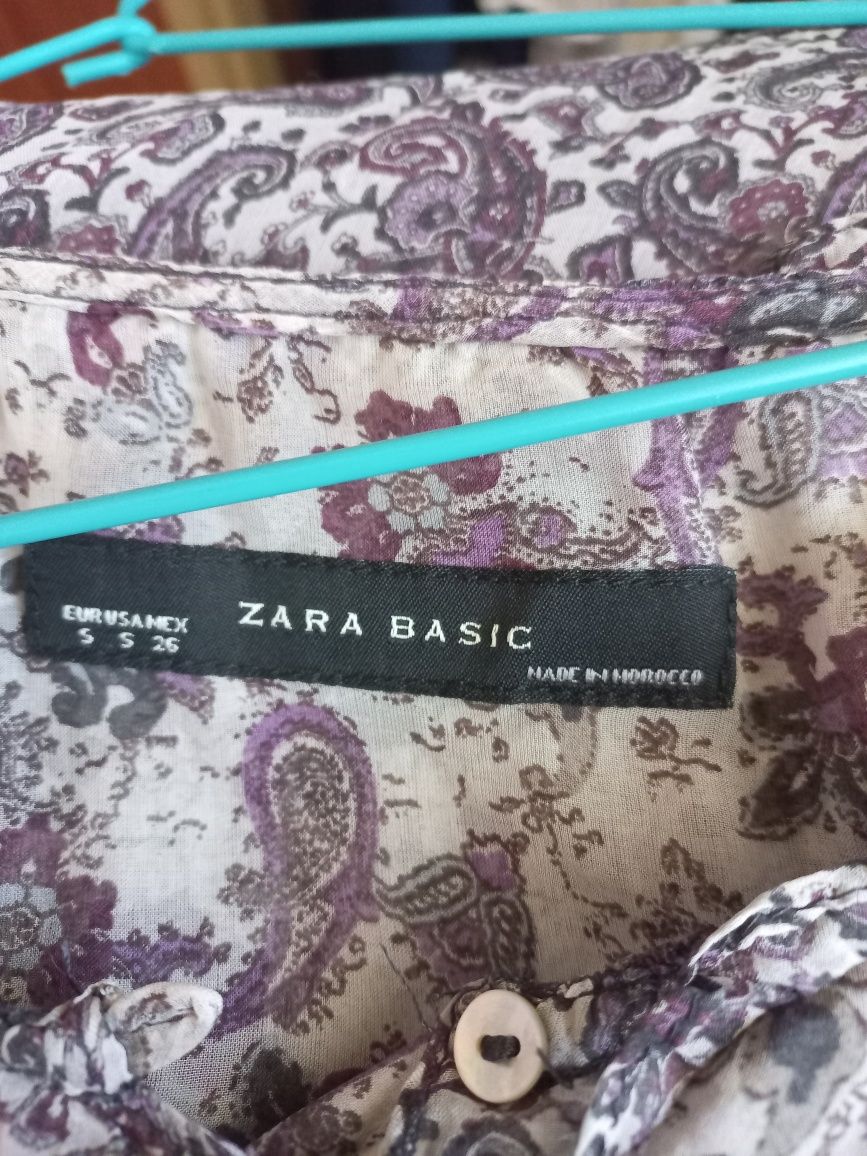 EUR USA MEX
S S 26
ZARA BASIC
MADE IN MOROCCO